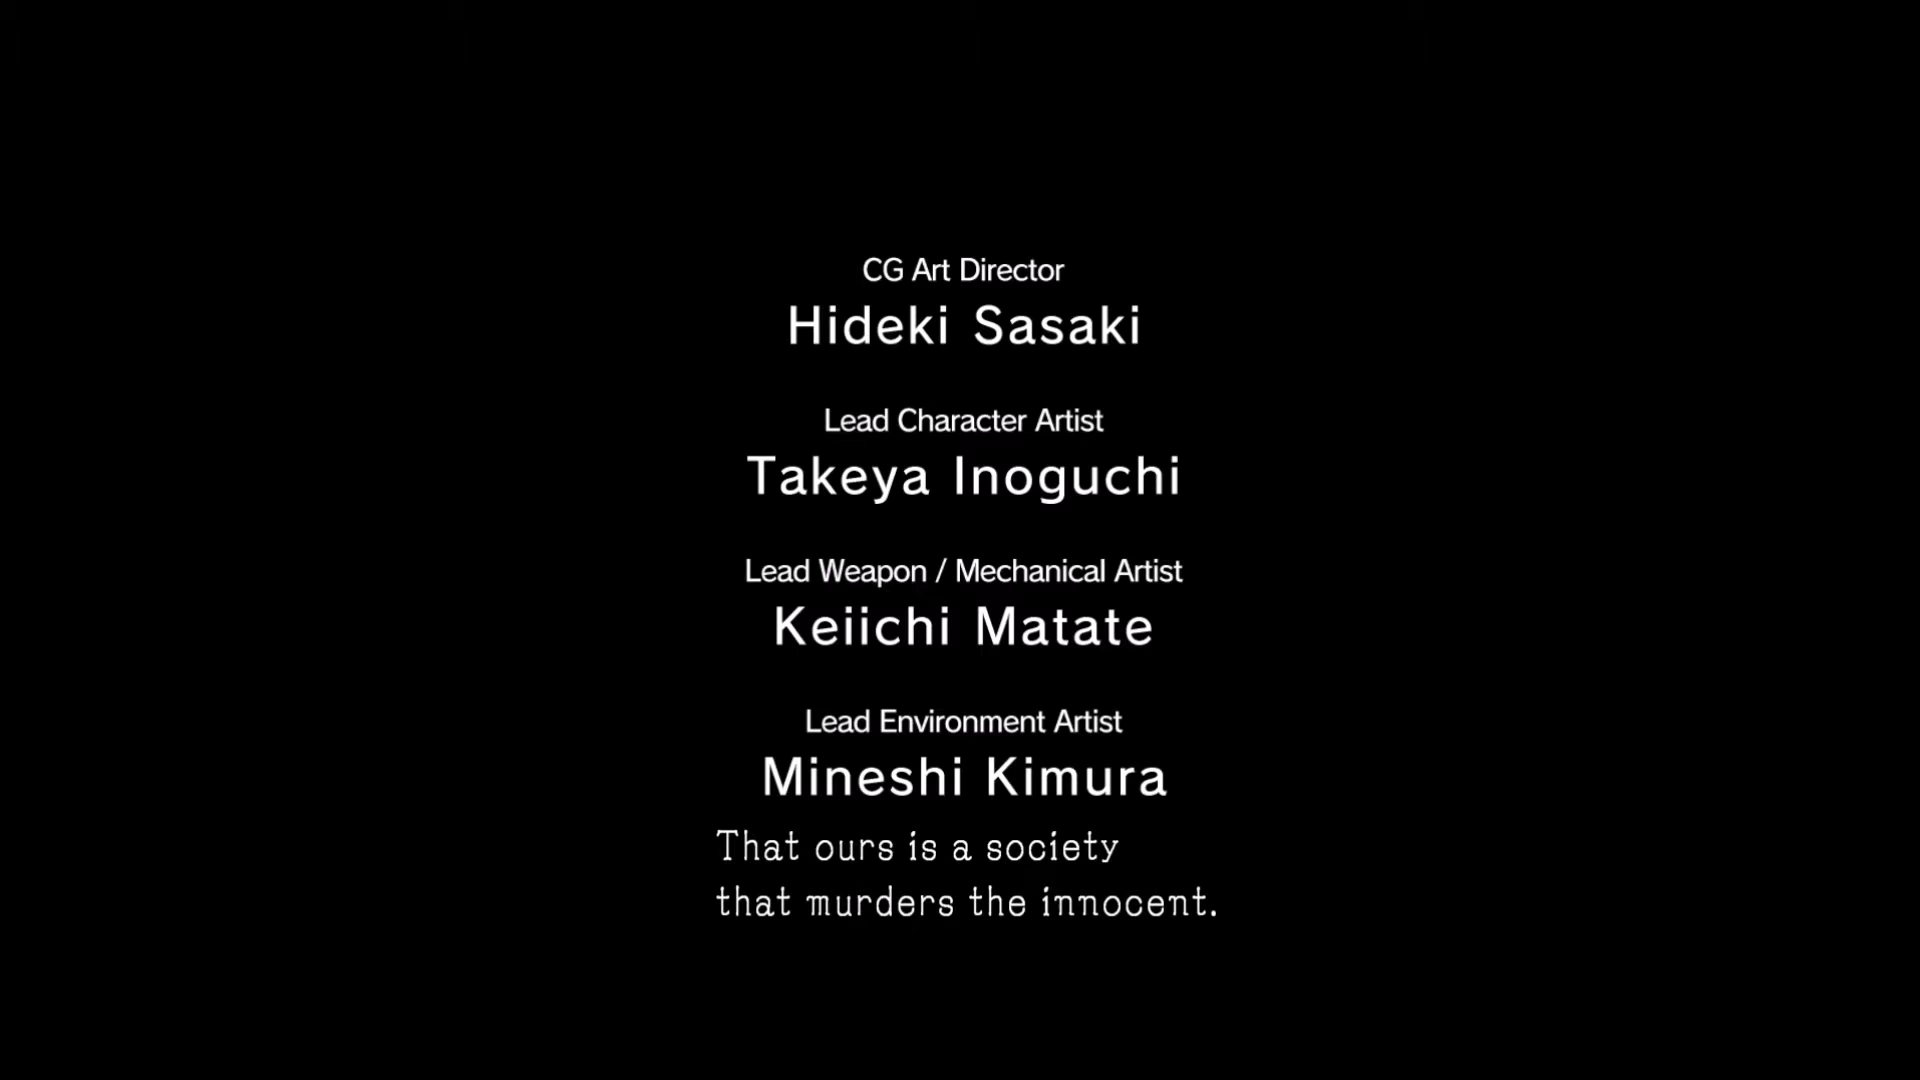 CG Art Director
Hideki Sasaki
Lead Character Artist
Takeya Inoguchi
Lead Weapon / Mechanical Artist
Keiichi Matate
Lead Environment Artist
Mineshi Kimura
That ours is a society
that murders the innocent.